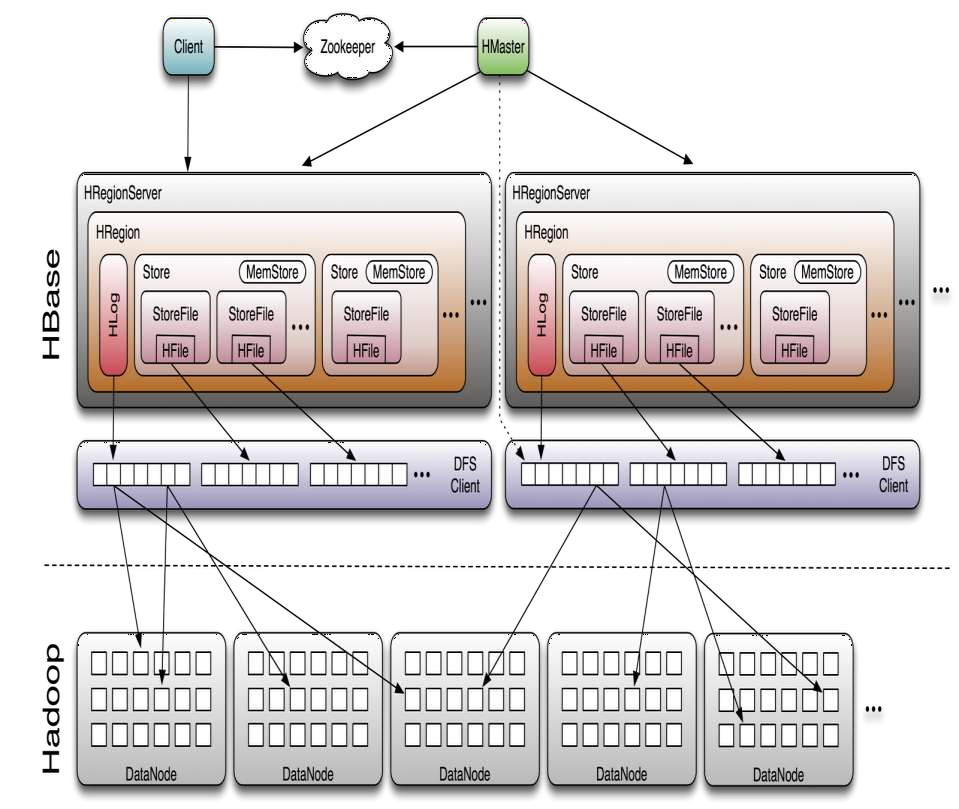 Client
Zookeeper
HMaster
HBase
HRegionServer
HRegion
HLog
Store
MemStore
StoreFile
HFile
StoreFile
HFile
...
Store
MemStore
StoreFile
HFile
...
...
HRegionServer
HRegion
HLog
Store
MemStore
StoreFile
HFile
StoreFile
HFile
...
Store
MemStore
StoreFile
HFile
...
...
...
...
DFS
Client
...
DFS
Client
Hadoop
DataNode
DataNode
DataNode
DataNode
DataNode
...